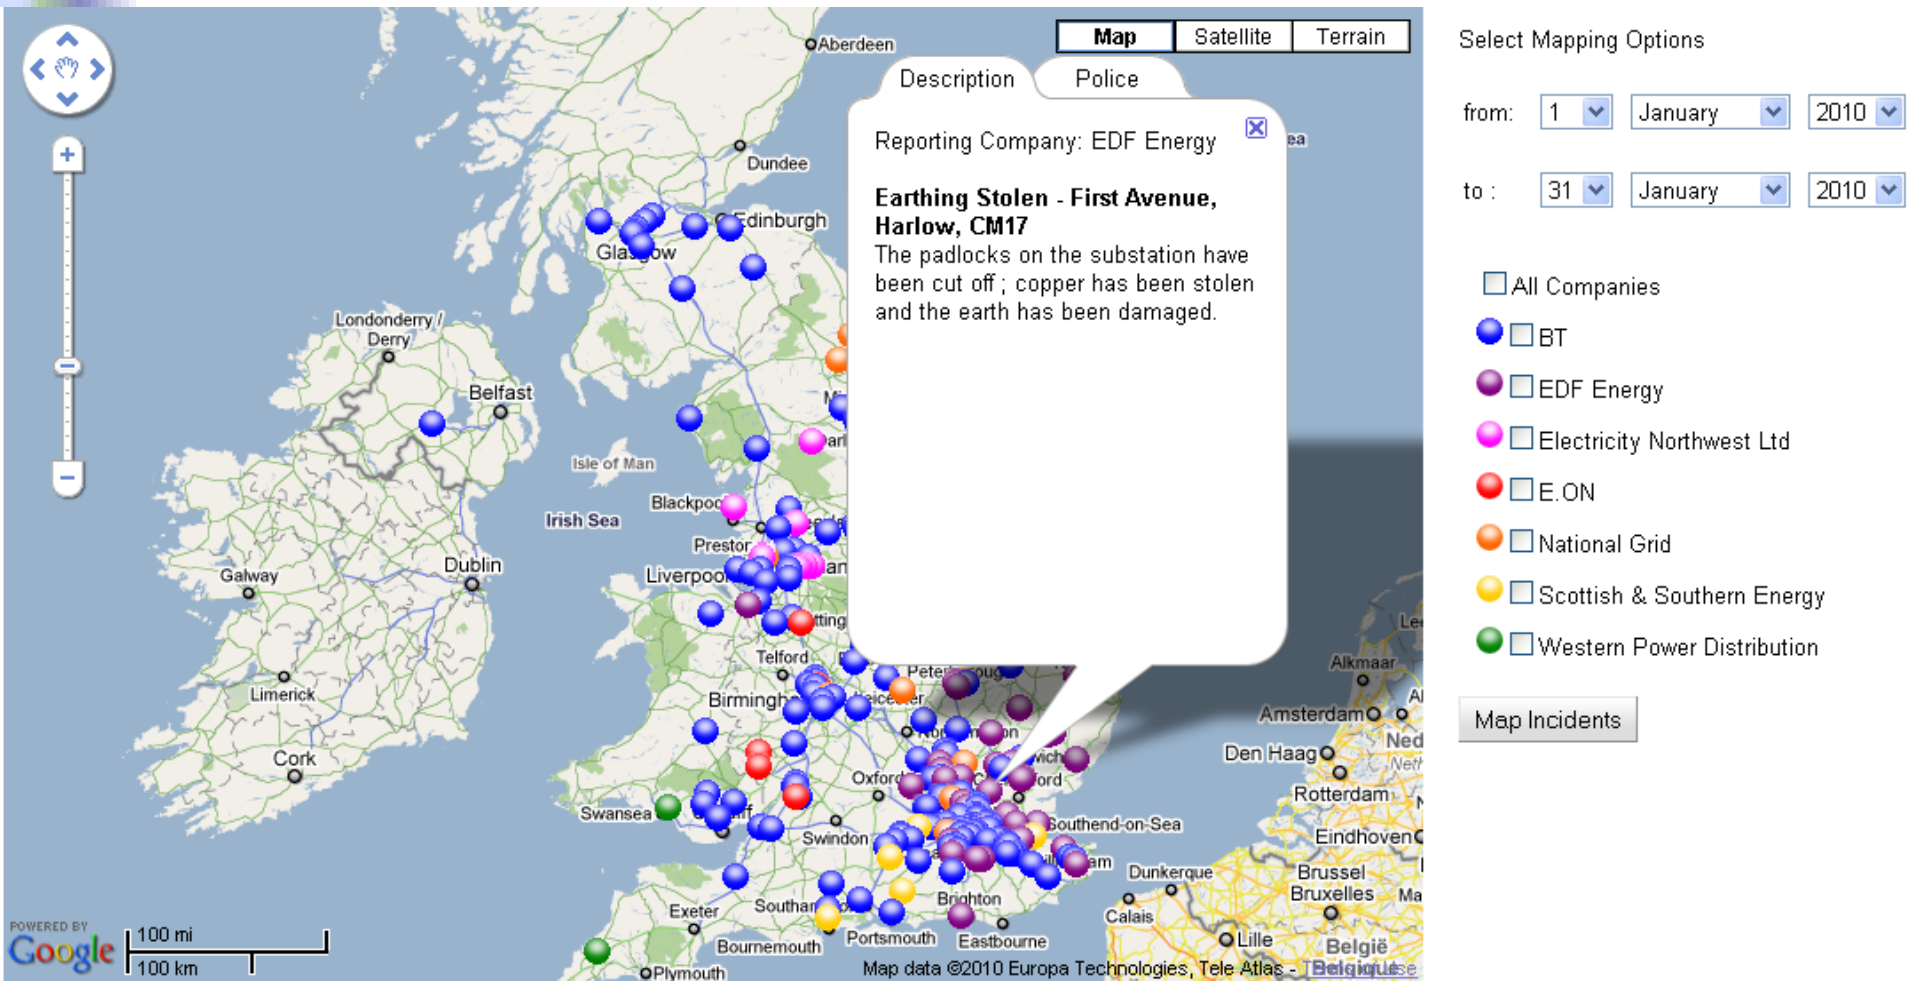 Map
Satellite
Terrain
Description
Police
Reporting Company: EDF Energy
Earthing Stolen - First Avenue,
Harlow, CM17
The padlocks on the substation have
been cut off ; copper has been stolen
and the earth has been damaged.
Select Mapping Options
from: 1 January 2010
to : 31 January 2010
All Companies
BT
EDF Energy
Electricity Northwest Ltd
E.ON
National Grid
Scottish & Southern Energy
Western Power Distribution
Map Incidents
Aberdeen
Dundee
Edinburgh
Glasgow
Londonderry /
Derry
Belfast
Isle of Man
Irish Sea
Blackpoo
Preston
Liverpoo
Galway
Dublin
Limerick
Cork
Telford
Birmingh
Oxford
Swansea
Swindon
Southend-on-Sea
Exeter
Bournemouth
Portsmouth
Brighton
Eastbourne
Plymouth
Alkmaar
Amsterdam
Den Haag
Rotterdam
Eindhoven
Dunkerque
Calais
Lille
Brussel
Bruxelles
België
Belgique
POWERED BY
Google
100 mi
100 km
Map data ©2010 Europa Technologies, Tele Atlas -